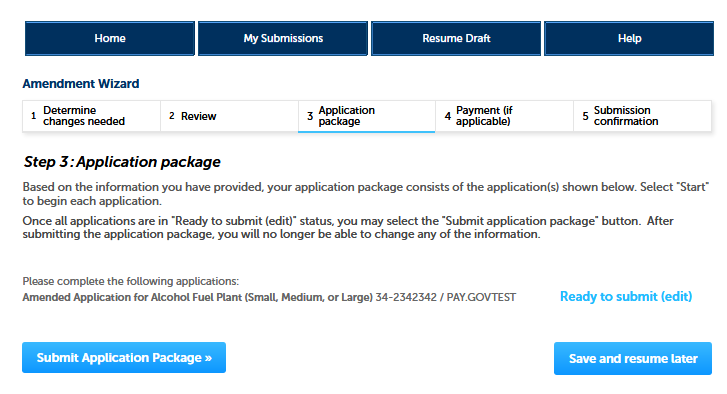 Home
My Submissions
Resume Draft
Help
Amendment Wizard
1 Determine
changes needed
2 Review
3 Application
package
4 Payment (if
applicable)
5 Submission
confirmation
Step 3: Application package
Based on the information you have provided, your application package consists of the application(s) shown below. Select "Start"
to begin each application.
Once all applications are in "Ready to submit (edit)" status, you may select the "Submit application package" button. After
submitting the application package, you will no longer be able to change any of the information.
Please complete the following applications:
Amended Application for Alcohol Fuel Plant (Small, Medium, or Large) 34-2342342 / PAY.GOVTEST
Ready to submit (edit)
Submit Application Package »
Save and resume later